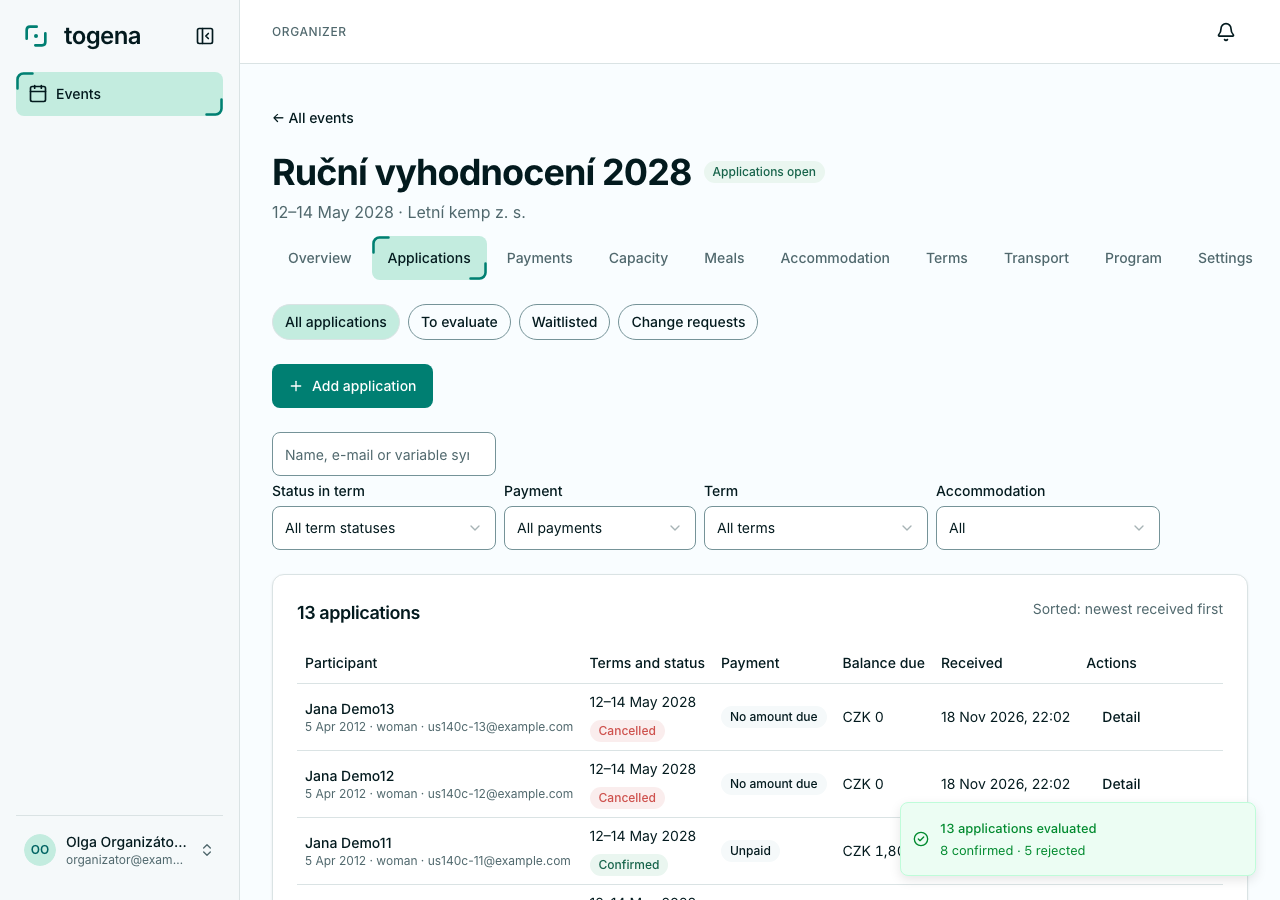 togena
ORGANIZER
Events
← All events
Ruční vyhodnocení 2028 Applications open
12–14 May 2028 · Letní kemp z. s.
Overview Applications Payments Capacity Meals Accommodation Terms Transport Program Settings
All applications To evaluate Waitlisted Change requests
+ Add application
Name, e-mail or variable
Status in term Payment Term Accommodation
All term statuses All payments All terms All
13 applications Sorted: newest received first
Participant Terms and status Payment Balance due Received Actions
Jana Demo13 12–14 May 2028 No amount due CZK 0 18 Nov 2026, 22:02 Detail
5 Apr 2012 · woman · us140c-13@example.com Cancelled
Jana Demo12 12–14 May 2028 No amount due CZK 0 18 Nov 2026, 22:02 Detail
5 Apr 2012 · woman · us140c-12@example.com Cancelled
Jana Demo11 12–14 May 2028 Unpaid CZK
5 Apr 2012 · woman · us140c-11@example.com Confirmed
13 applications evaluated
8 confirmed · 5 rejected
OO Olga Organizáto...
organizator@exam...